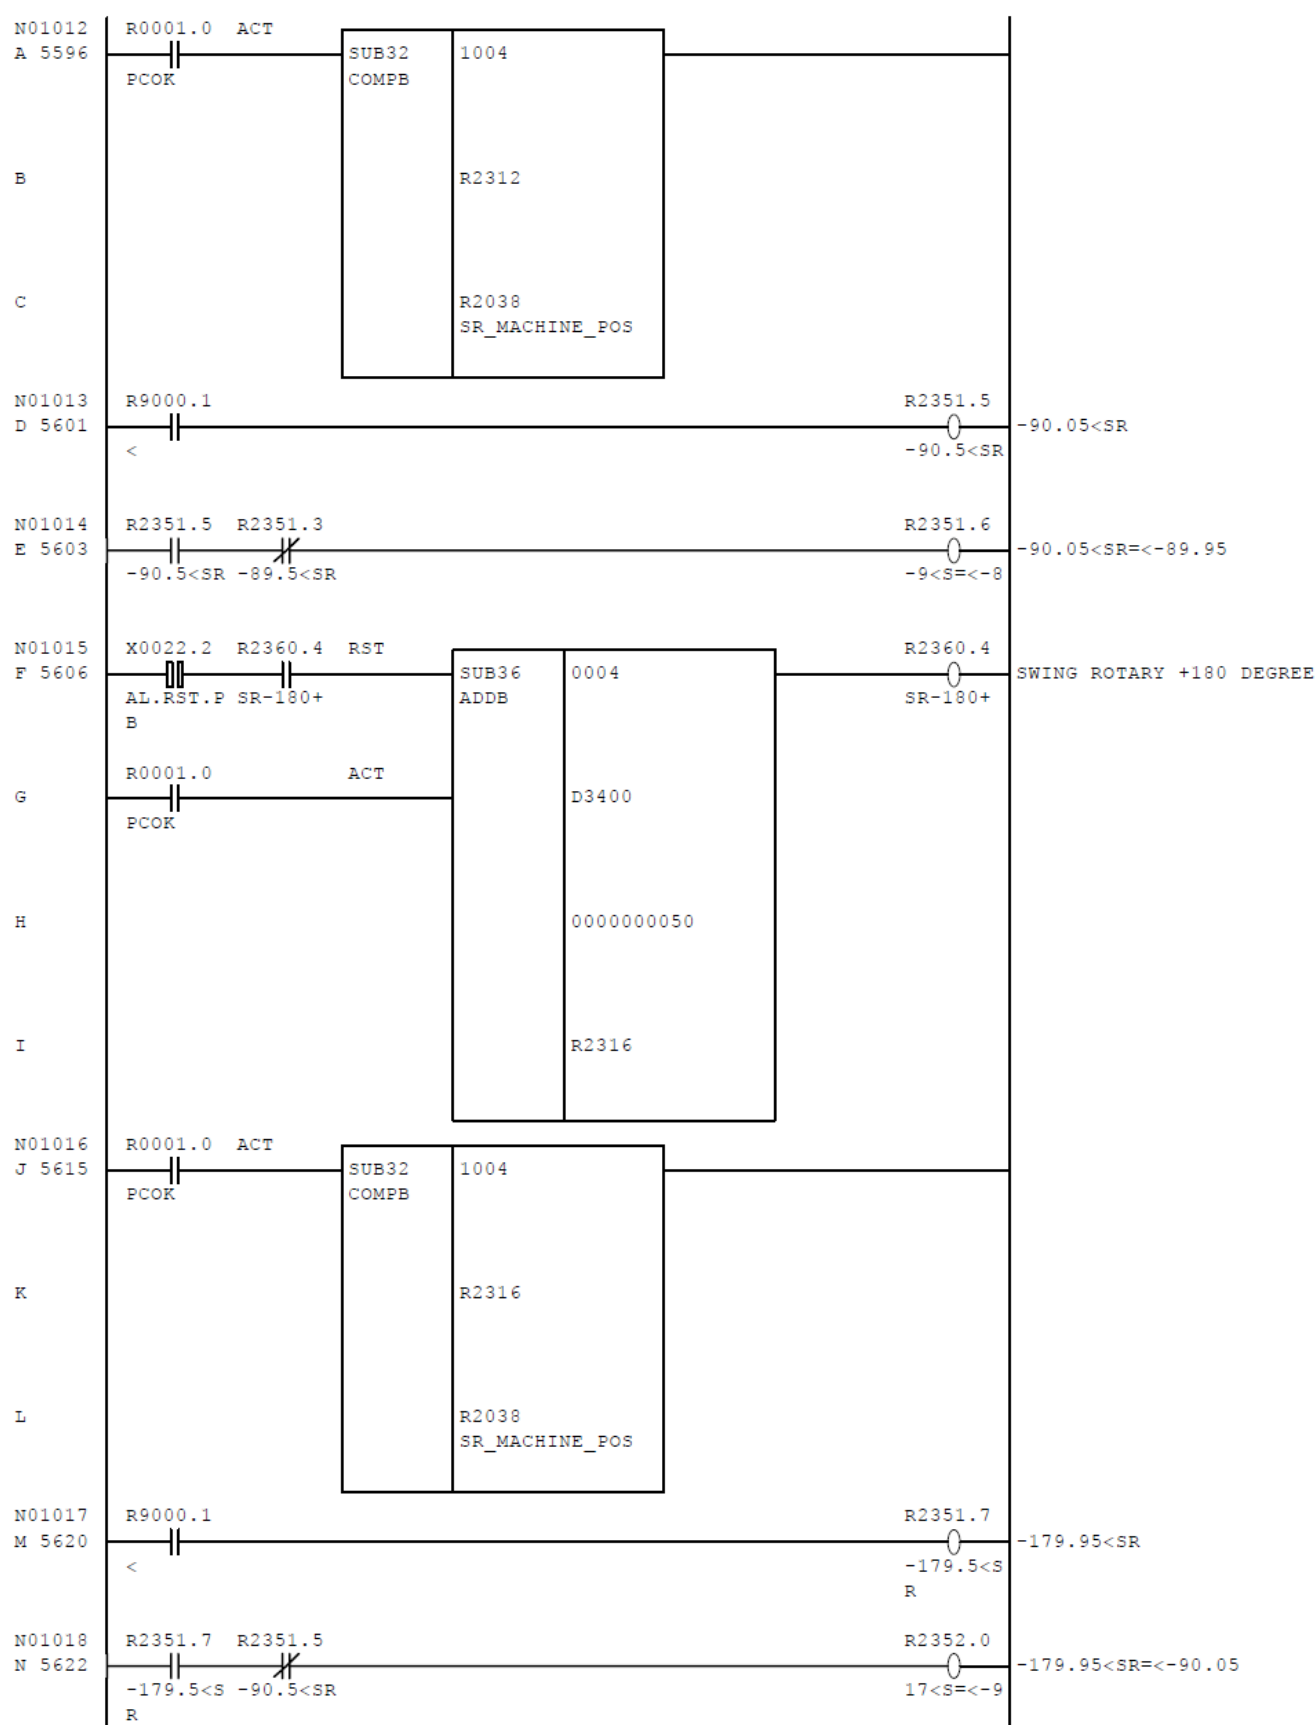 N01012 R0001.0 ACT
A 5596 SUB32 1004
PCOK COMPB
B R2312
C R2038
SR_MACHINE_POS
N01013 R9000.1 R2351.5
D 5601 -90.05<SR
< -90.5<SR
N01014 R2351.5 R2351.3 R2351.6
E 5603 -90.05<SR=<-89.95
-90.5<SR -89.5<SR -9<S=<-8
N01015 X0022.2 R2360.4 RST R2360.4
F 5606 SUB36 0004 SWING ROTARY +180 DEGREE
AL.RST.P SR-180+ ADDB SR-180+
B
R0001.0 ACT
G D3400
PCOK
H 0000000050
I R2316
N01016 R0001.0 ACT
J 5615 SUB32 1004
PCOK COMPB
K R2316
L R2038
SR_MACHINE_POS
N01017 R9000.1 R2351.7
M 5620 -179.95<SR
< -179.5<S
R
N01018 R2351.7 R2351.5 R2352.0
N 5622 -179.95<SR=<-90.05
-179.5<S -90.5<SR 17<S=<-9
R